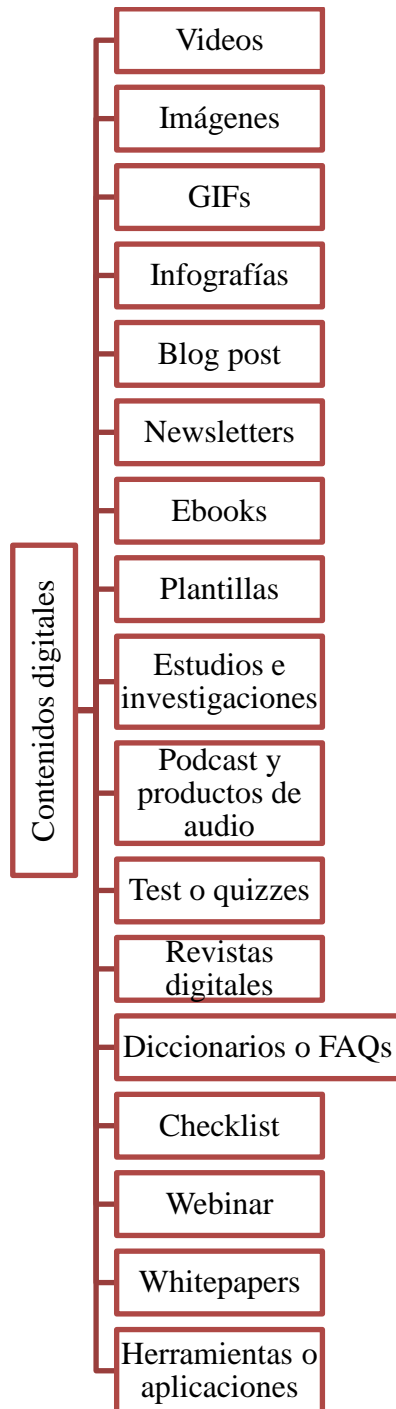 Videos
Imágenes
GIFs
Infografías
Blog post
Newsletters
Ebooks
Contenidos digitales
Plantillas
Estudios e
investigaciones
Podcast y
productos de
audio
Test o quizzes
Revistas
digitales
Diccionarios o FAQs
Checklist
Webinar
Whitepapers
Herramientas o
aplicaciones